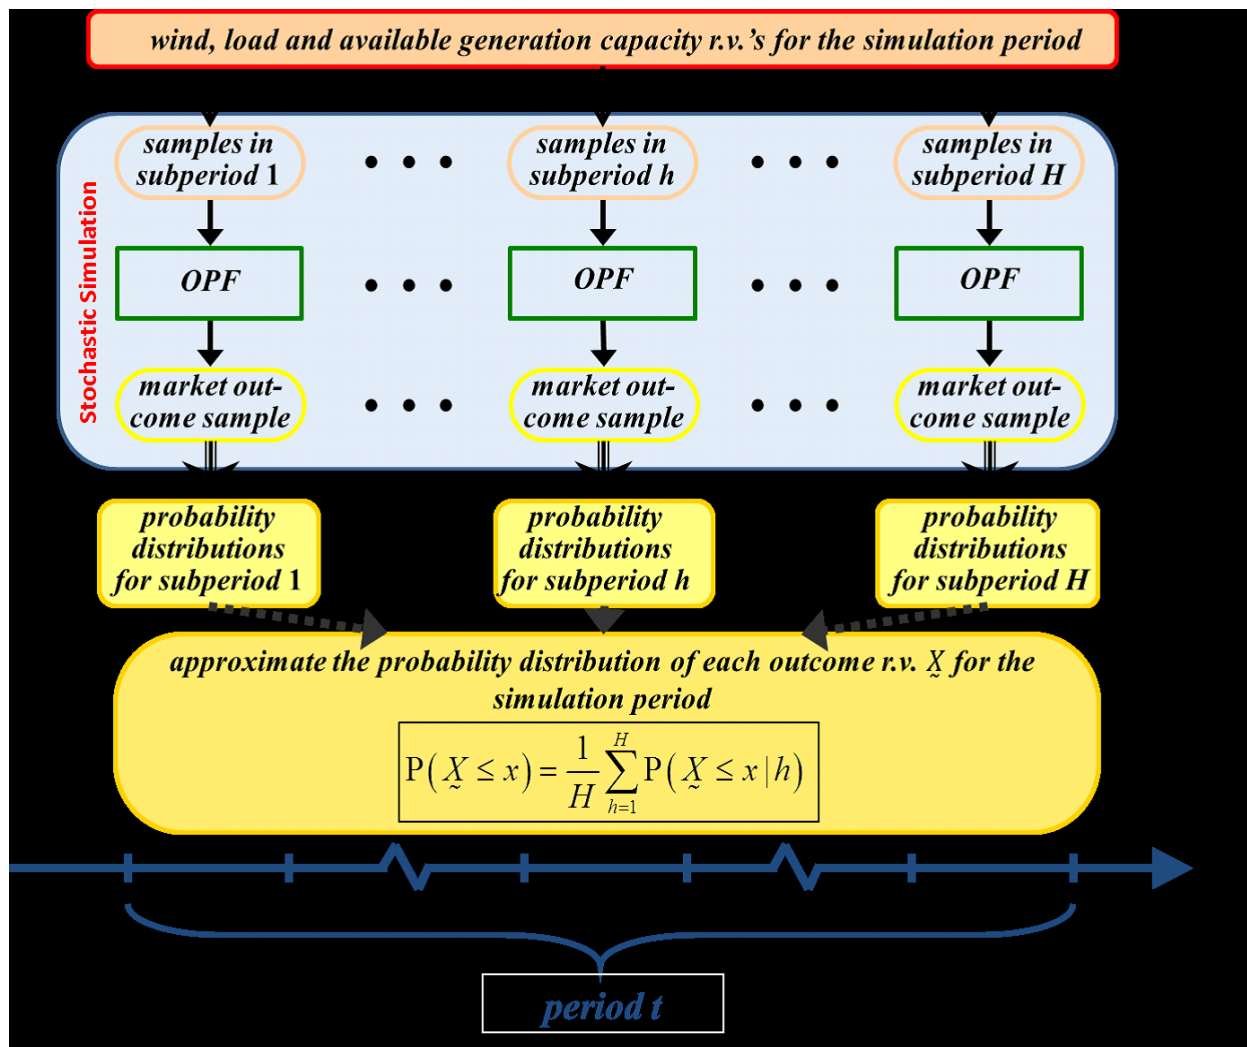 wind, load and available generation capacity r.v.'s for the simulation period
samples in
subperiod 1
samples in
subperiod h
samples in
subperiod H
Stochastic Simulation
OPF
OPF
OPF
market out-
come sample
market out-
come sample
market out-
come sample
probability
distributions
for subperiod 1
probability
distributions
for subperiod h
probability
distributions
for subperiod H
approximate the probability distribution of each outcome r.v. X̰ for the
simulation period
P(X̰ ≤ x) = 1/H ∑_{h=1}^{H} P(X̰ ≤ x | h)
period t